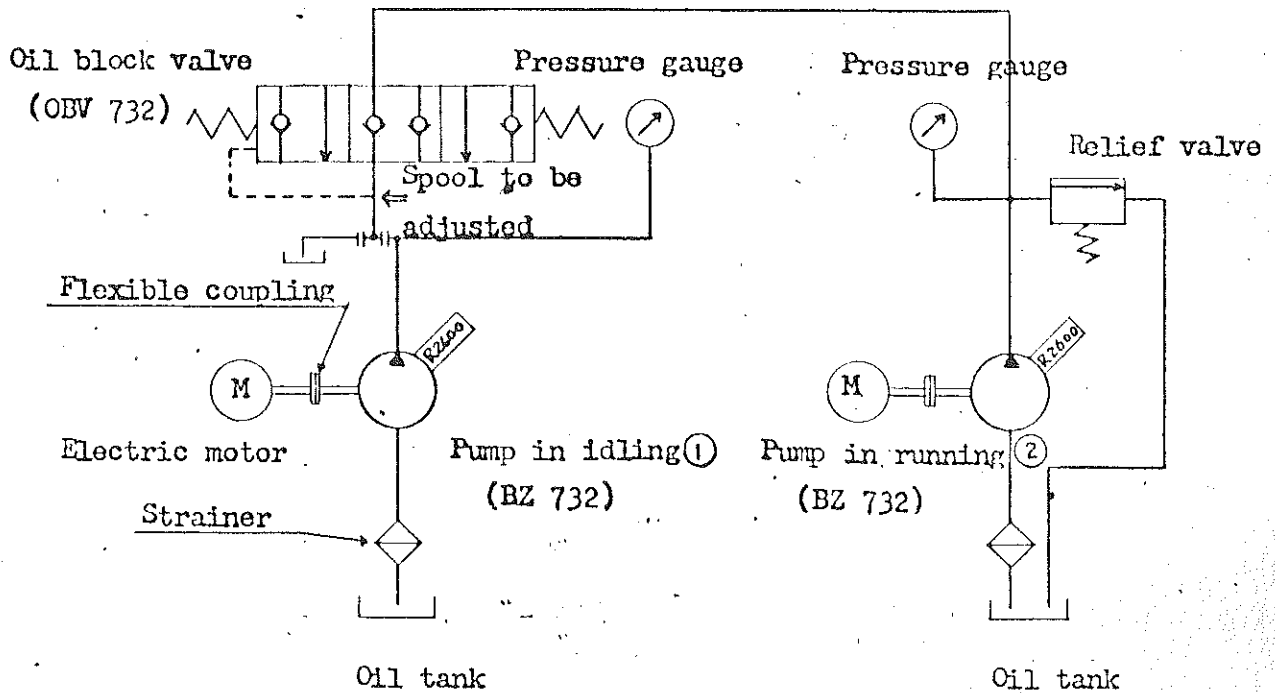 Oil block valve
(OBV 732)
Pressure gauge
Pressure gauge
Relief valve
Spool to be
adjusted
Flexible coupling
R2600
R2600
M
M
Electric motor
Pump in idling ①
(BZ 732)
Pump in running ②
(BZ 732)
Strainer
Oil tank
Oil tank